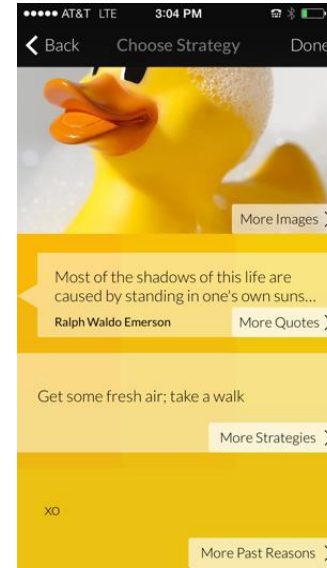 AT&T LTE 3:04 PM
Back Choose Strategy Done
More Images
Most of the shadows of this life are
caused by standing in one's own suns...
Ralph Waldo Emerson More Quotes
Get some fresh air; take a walk
More Strategies
XO
More Past Reasons